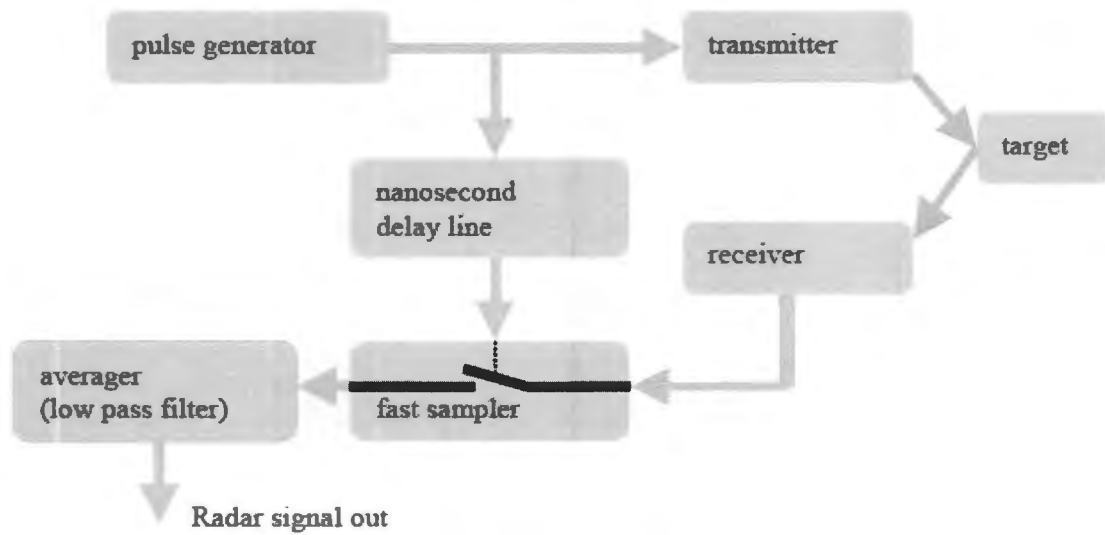 pulse generator
transmitter
target
nanosecond
delay line
receiver
averager
(low pass filter)
fast sampler
Radar signal out